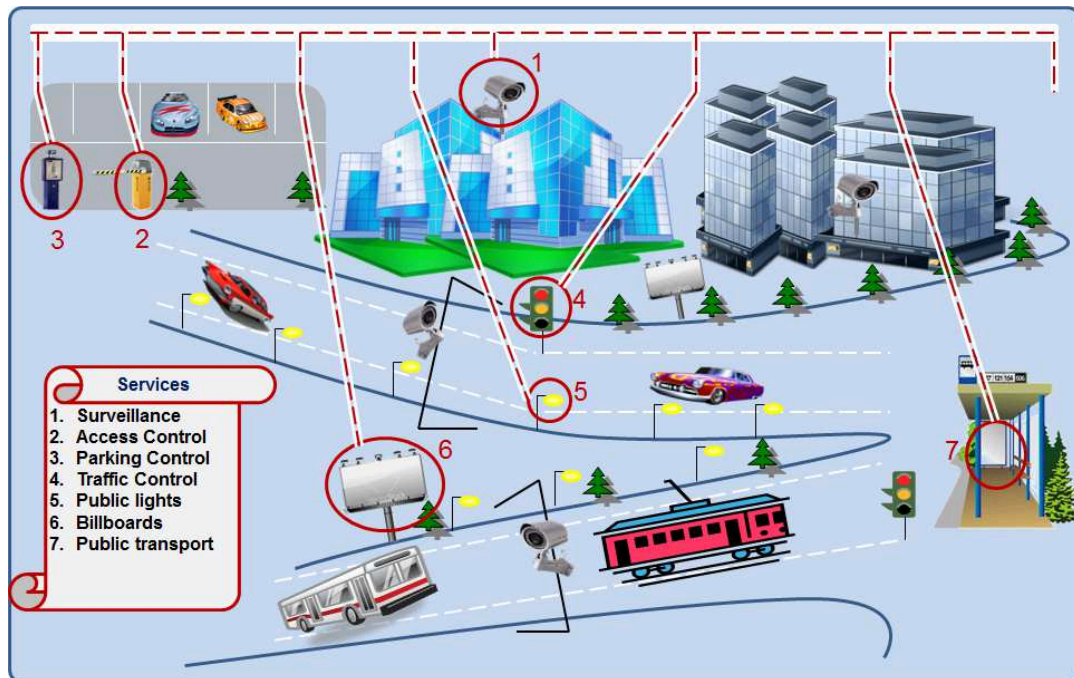 1
3
2
4
5
6
7
Services
1. Surveillance
2. Access Control
3. Parking Control
4. Traffic Control
5. Public lights
6. Billboards
7. Public transport